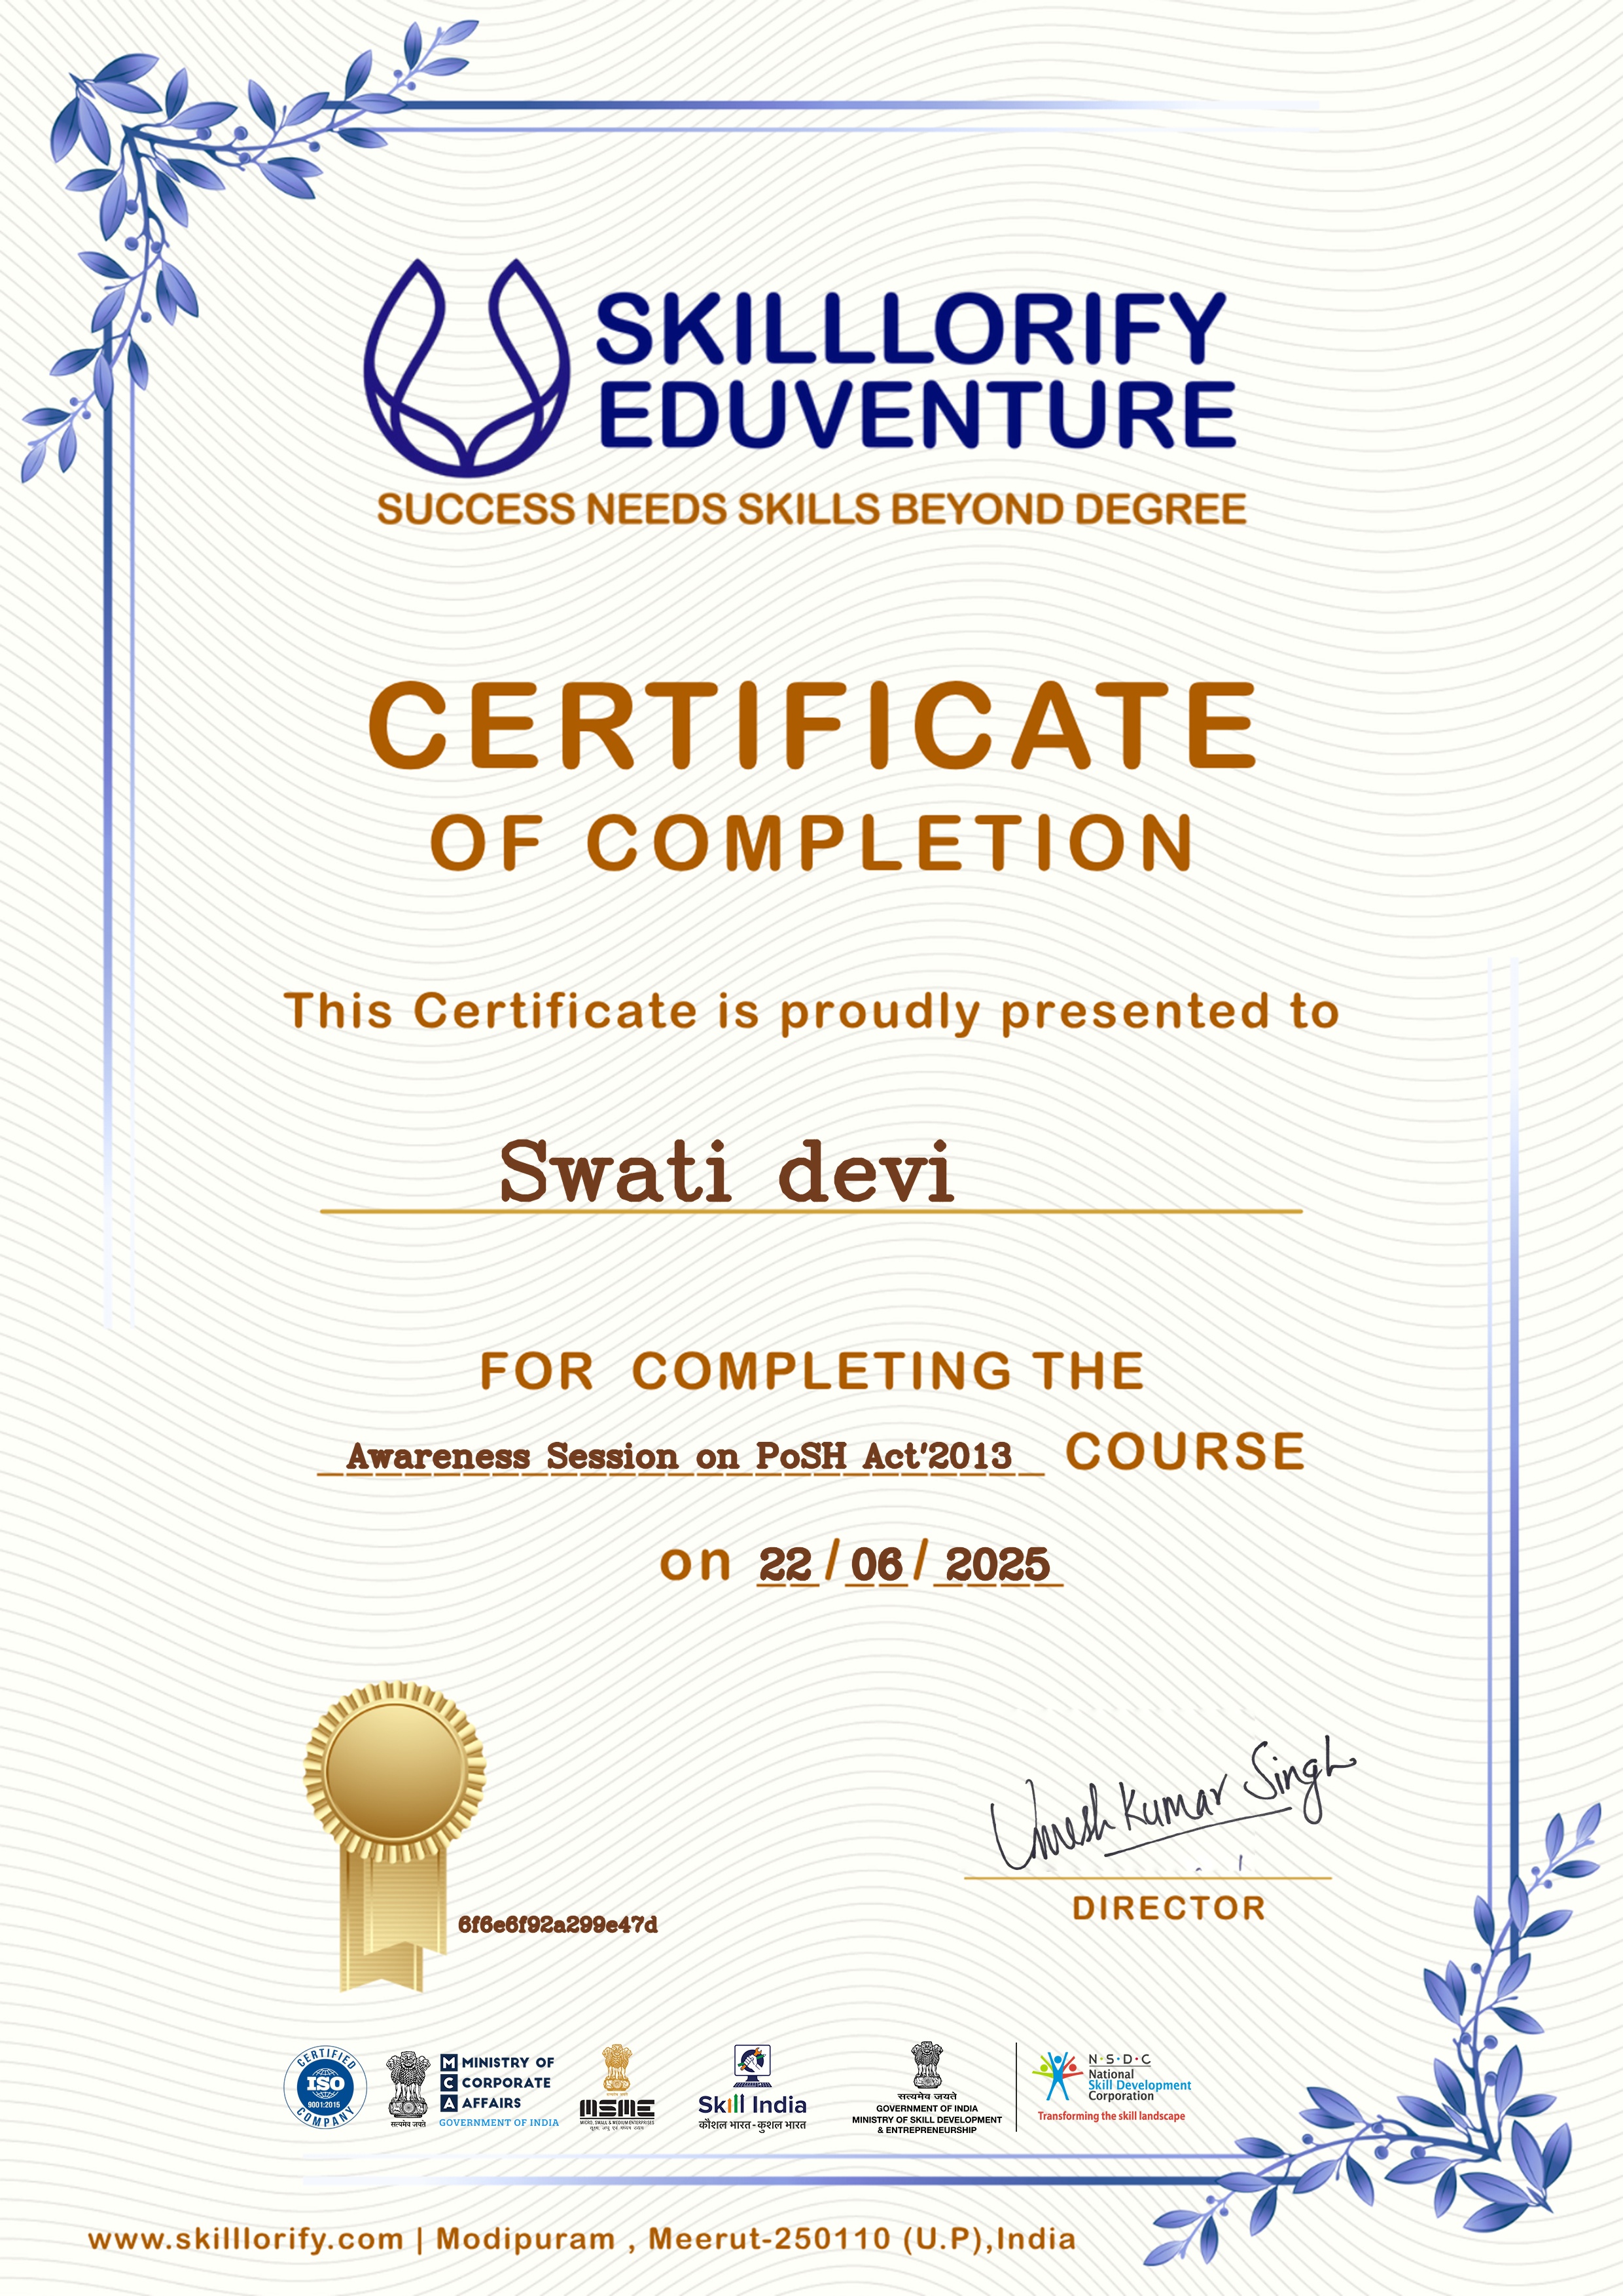 SKILLLORIFY
EDUVENTURE
SUCCESS NEEDS SKILLS BEYOND DEGREE
CERTIFICATE
OF COMPLETION
This Certificate is proudly presented to
Swati devi
FOR COMPLETING THE
Awareness Session on PoSH Act'2013 COURSE
on 22/06/2025
Umesh Kumar Singh
DIRECTOR
6f6e6f92a299e47d
CERTIFIED
ISO
9001:2015
COMPANY
सत्यमेव जयते
M MINISTRY OF
C CORPORATE
A AFFAIRS
GOVERNMENT OF INDIA
MSME
MICRO, SMALL & MEDIUM ENTERPRISES
Skill India
कौशल भारत - कुशल भारत
सत्यमेव जयते
GOVERNMENT OF INDIA
MINISTRY OF SKILL DEVELOPMENT
& ENTREPRENEURSHIP
N·S·D·C
National
Skill Development
Corporation
Transforming the skill landscape
www.skilllorify.com | Modipuram , Meerut-250110 (U.P),India